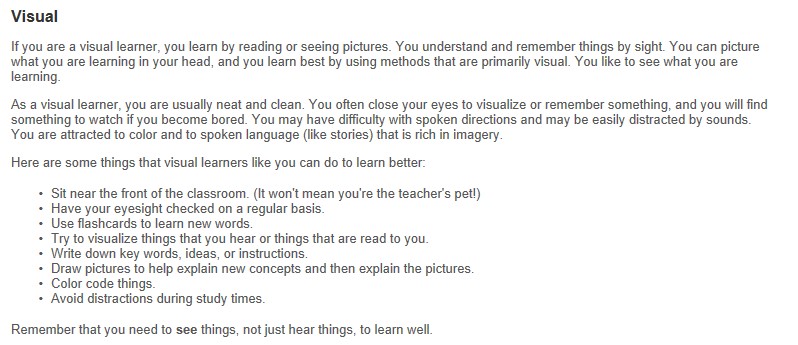 Visual
If you are a visual learner, you learn by reading or seeing pictures. You understand and remember things by sight. You can picture
what you are learning in your head, and you learn best by using methods that are primarily visual. You like to see what you are
learning.
As a visual learner, you are usually neat and clean. You often close your eyes to visualize or remember something, and you will find
something to watch if you become bored. You may have difficulty with spoken directions and may be easily distracted by sounds.
You are attracted to color and to spoken language (like stories) that is rich in imagery.
Here are some things that visual learners like you can do to learn better:
• Sit near the front of the classroom. (It won't mean you're the teacher's pet!)
• Have your eyesight checked on a regular basis.
• Use flashcards to learn new words.
• Try to visualize things that you hear or things that are read to you.
• Write down key words, ideas, or instructions.
• Draw pictures to help explain new concepts and then explain the pictures.
• Color code things.
• Avoid distractions during study times.
Remember that you need to see things, not just hear things, to learn well.